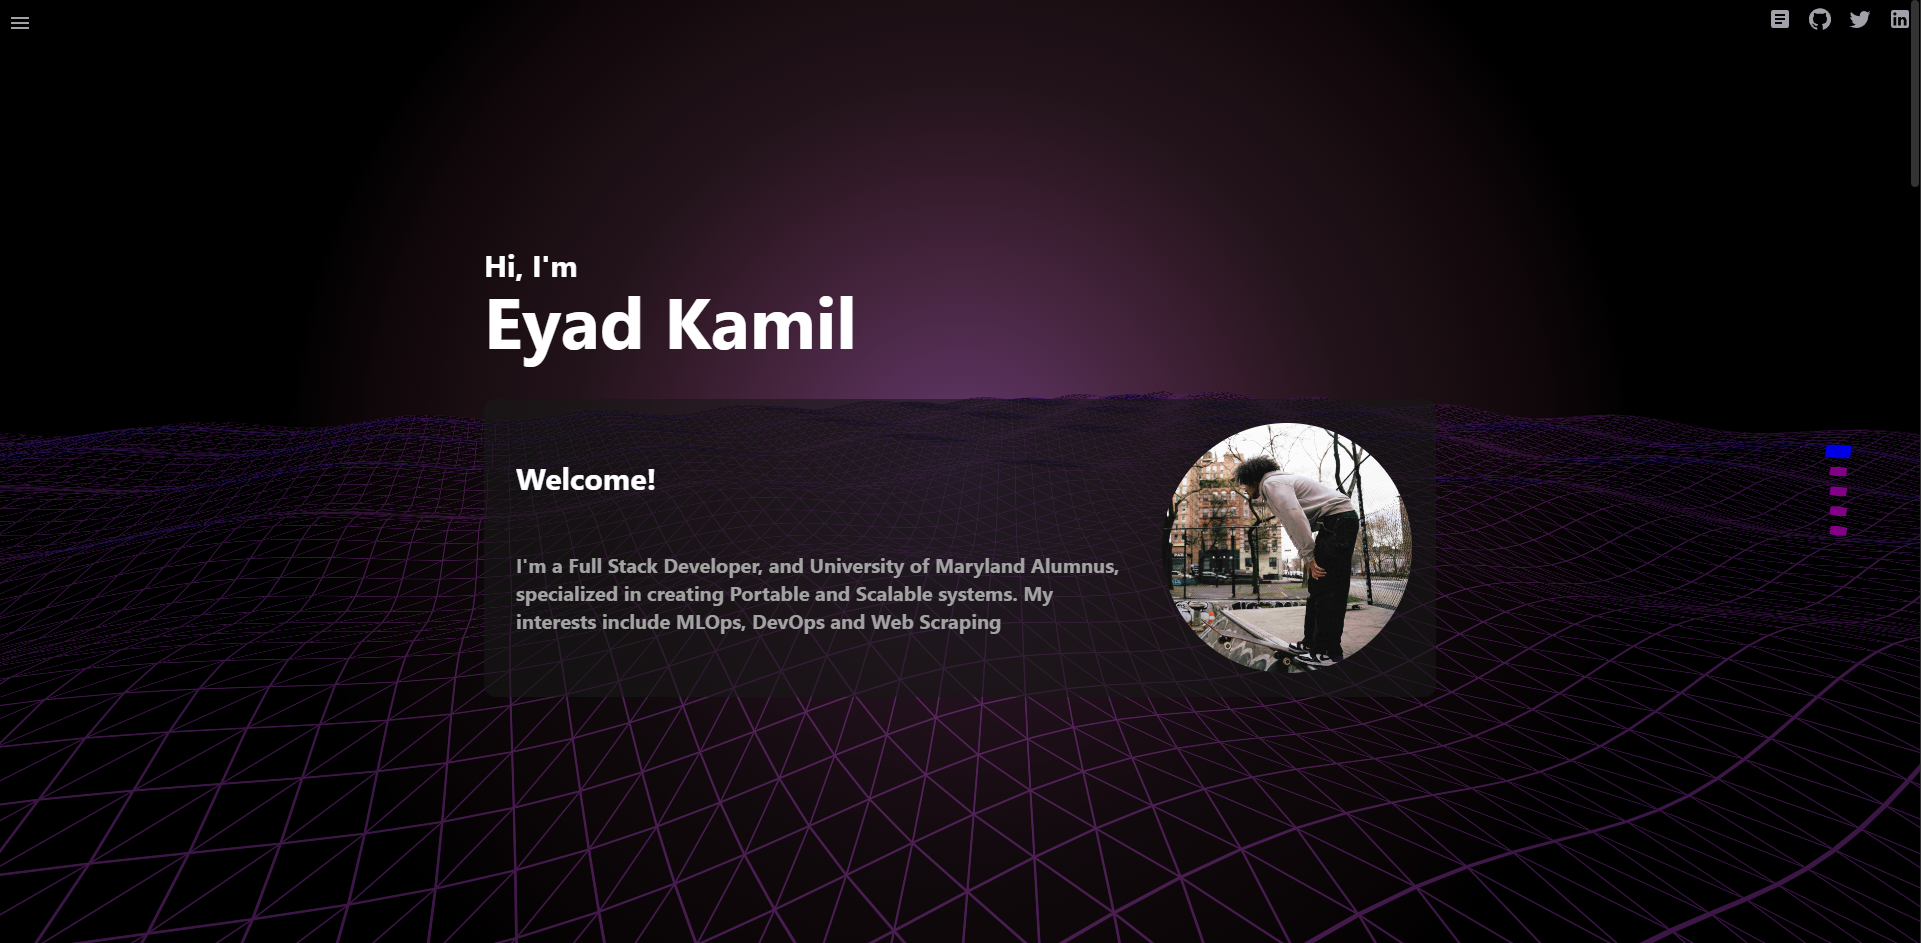 Hi, I'm
Eyad Kamil
Welcome!
I'm a Full Stack Developer, and University of Maryland Alumnus,
specialized in creating Portable and Scalable systems. My
interests include MLOps, DevOps and Web Scraping